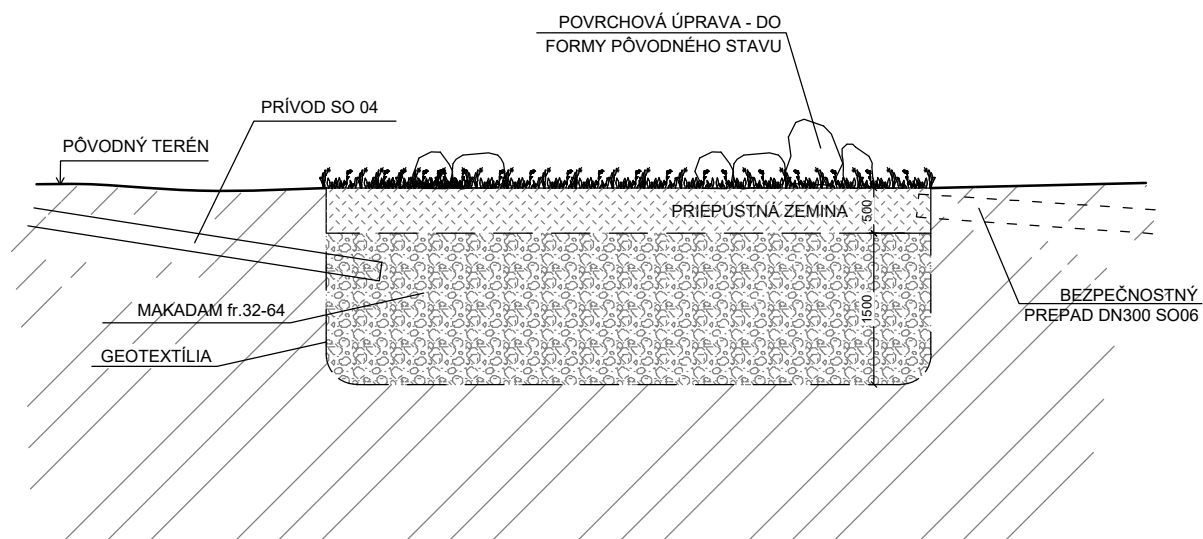 POVRCHOVÁ ÚPRAVA - DO
FORMY PÔVODNÉHO STAVU
PRÍVOD SO 04
PÔVODNÝ TERÉN
PRIEPUSTNÁ ZEMINA
500
MAKADAM fr.32-64
1500
BEZPEČNOSTNÝ
PREPAD DN300 SO06
GEOTEXTÍLIA